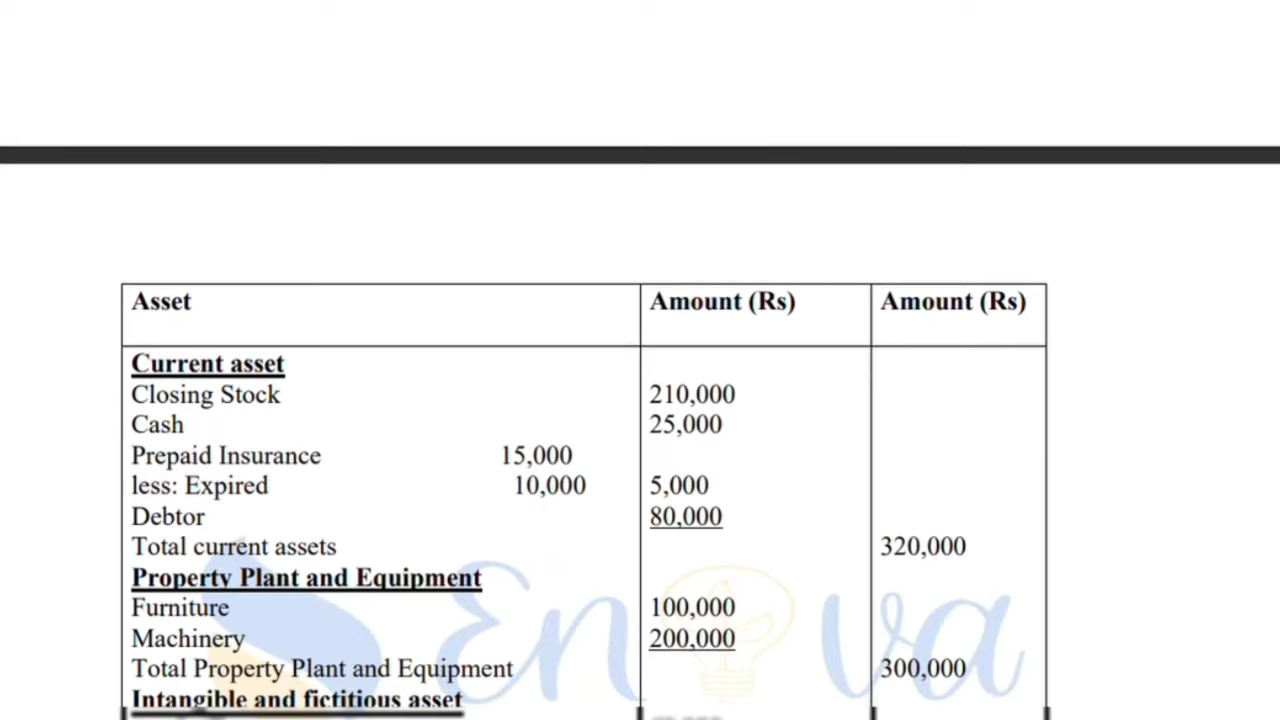 Asset Amount (Rs) Amount (Rs)
Current asset
Closing Stock 210,000
Cash 25,000
Prepaid Insurance 15,000
less: Expired 10,000 5,000
Debtor 80,000
Total current assets 320,000
Property Plant and Equipment
Furniture 100,000
Machinery 200,000
Total Property Plant and Equipment 300,000
Intangible and fictitious asset